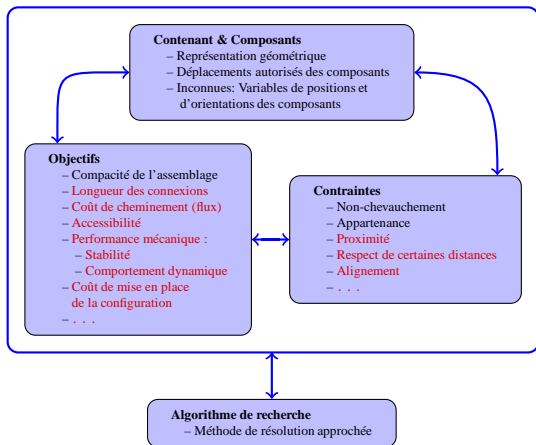 Contenant & Composants
– Représentation géométrique
– Déplacements autorisés des composants
– Inconnues: Variables de positions et
d'orientations des composants
Objectifs
– Compacité de l'assemblage
– Longueur des connexions
– Coût de cheminement (flux)
– Accessibilité
– Performance mécanique :
– Stabilité
– Comportement dynamique
– Coût de mise en place
de la configuration
– . . .
Contraintes
– Non-chevauchement
– Appartenance
– Proximité
– Respect de certaines distances
– Alignement
– . . .
Algorithme de recherche
– Méthode de résolution approchée